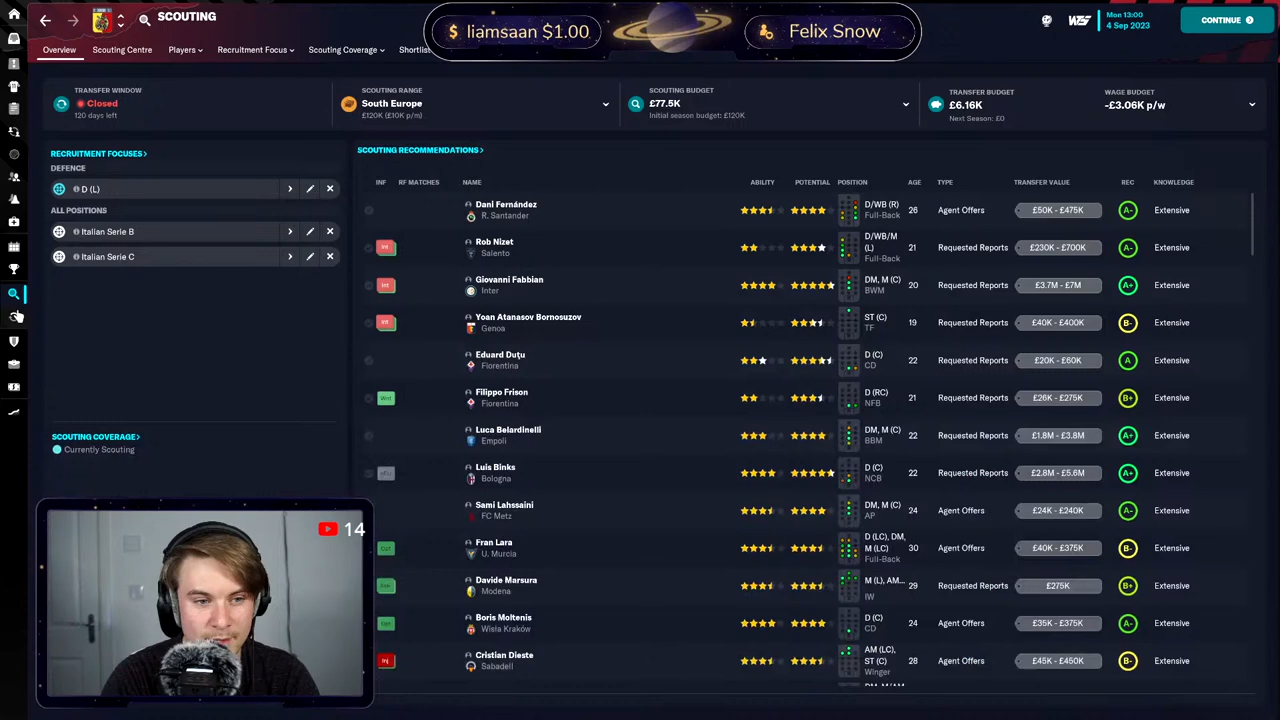 SCOUTING
$ liamsaan $1.00
Felix Snow
Mon 13:00
4 Sep 2023
CONTINUE
Overview
Scouting Centre
Players
Recruitment Focus
Scouting Coverage
Shortlis
TRANSFER WINDOW
Closed
120 days left
SCOUTING RANGE
South Europe
£120K (£10K p/m)
SCOUTING BUDGET
£77.5K
Initial season budget: £120K
TRANSFER BUDGET
£6.16K
Next Season: £0
WAGE BUDGET
-£3.06K p/w
RECRUITMENT FOCUSES >
DEFENCE
D (L)
ALL POSITIONS
Italian Serie B
Italian Serie C
SCOUTING COVERAGE >
Currently Scouting
SCOUTING RECOMMENDATIONS >
INF RF MATCHES NAME ABILITY POTENTIAL POSITION AGE TYPE TRANSFER VALUE REC KNOWLEDGE
Dani Fernández R. Santander D/WB (R) Full-Back 26 Agent Offers £50K - £475K A- Extensive
Int Rob Nizet Salento D/WB/M (L) Full-Back 21 Requested Reports £230K - £700K A- Extensive
Int Giovanni Fabbian Inter DM, M (C) BWM 20 Requested Reports £3.7M - £7M A+ Extensive
Int Yoan Atanasov Bornosuzov Genoa ST (C) TF 19 Requested Reports £40K - £400K B- Extensive
Eduard Duțu Fiorentina D (C) CD 22 Requested Reports £20K - £60K A Extensive
Wnt Filippo Frison Fiorentina D (RC) NFB 21 Requested Reports £26K - £275K B+ Extensive
Luca Belardinelli Empoli DM, M (C) BBM 22 Requested Reports £1.8M - £3.8M A+ Extensive
Luis Binks Bologna D (C) NCB 22 Requested Reports £2.8M - £5.6M A+ Extensive
Sami Lahssaini FC Metz DM, M (C) AP 24 Agent Offers £24K - £240K A- Extensive
Fran Lara U. Murcia D (LC), DM, M (LC) Full-Back 30 Agent Offers £40K - £375K B- Extensive
Davide Marsura Modena M (L), AM... IW 29 Requested Reports £275K B+ Extensive
Boris Moltenis Wisła Kraków D (C) CD 24 Agent Offers £35K - £375K A- Extensive
Inj Cristian Dieste Sabadell AM (LC), ST (C) Winger 28 Agent Offers £45K - £450K B- Extensive
14